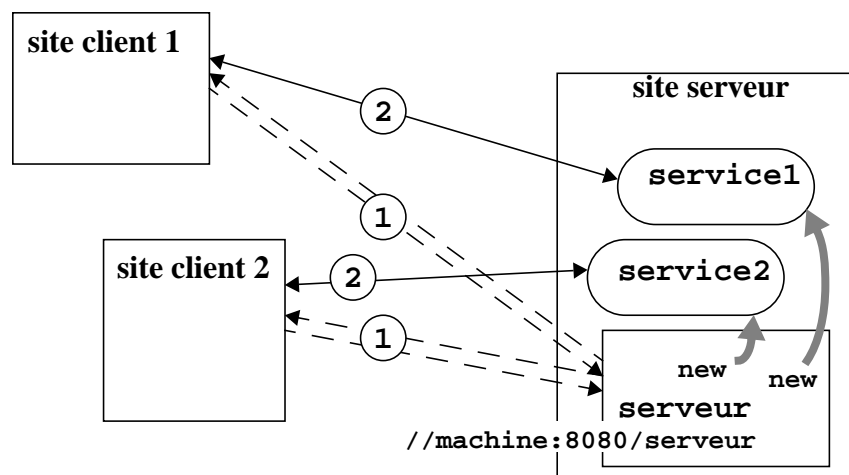 site client 1
site serveur
2
service1
1
site client 2
2
service2
1
new
new
serveur
//machine:8080/serveur